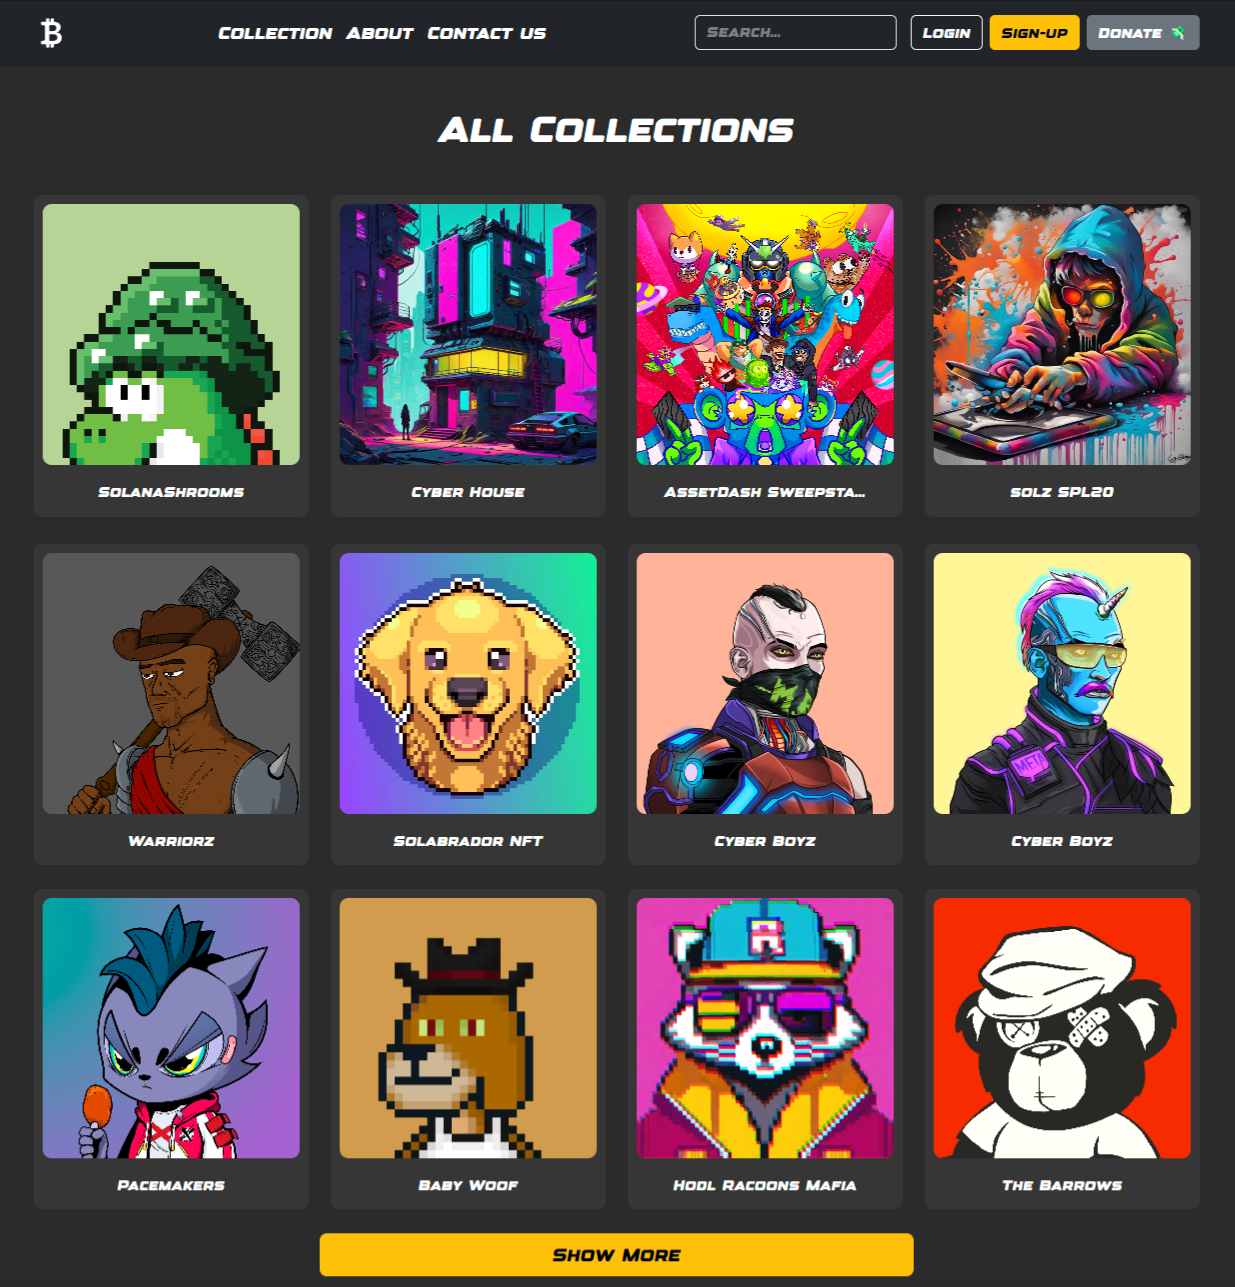 Collection About Contact us Search... Login Sign-up Donate
All Collections
SolanaShrooms Cyber House AssetDash Sweepsta... solz SPL20
META
Warriorz Solabrador NFT Cyber Boyz Cyber Boyz
R
Pacemakers Baby Woof Hodl Racoons Mafia The Barrows
Show More